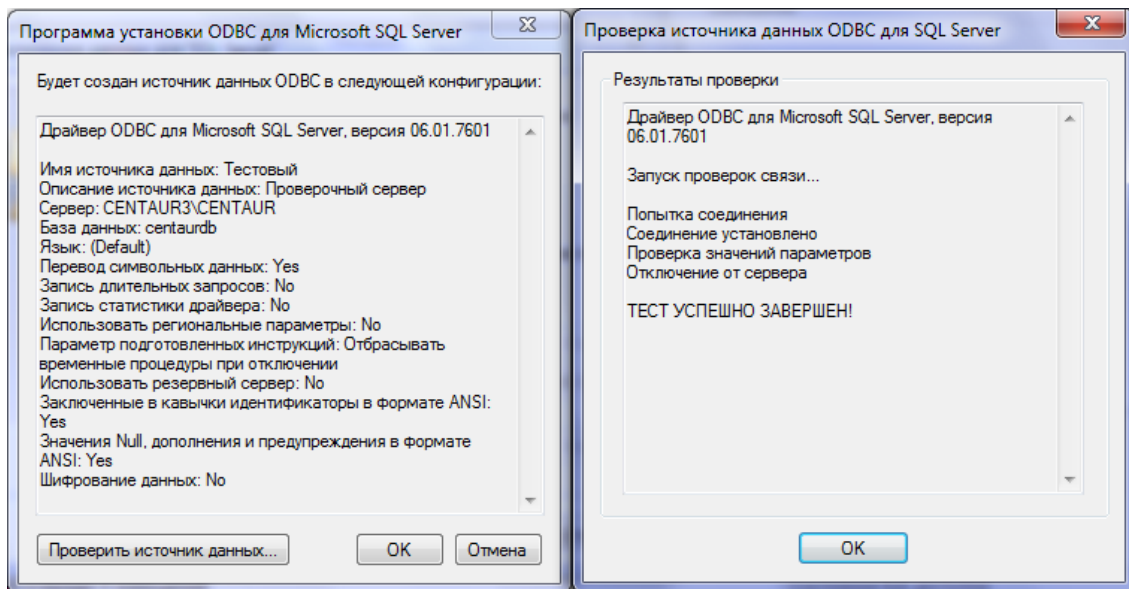 Программа установки ODBC для Microsoft SQL Server
Будет создан источник данных ODBC в следующей конфигурации:
Драйвер ODBC для Microsoft SQL Server, версия 06.01.7601
Имя источника данных: Тестовый
Описание источника данных: Проверочный сервер
Сервер: CENTAUR3\CENTAUR
База данных: centaurdb
Язык: (Default)
Перевод символьных данных: Yes
Запись длительных запросов: No
Запись статистики драйвера: No
Использовать региональные параметры: No
Параметр подготовленных инструкций: Отбрасывать
временные процедуры при отключении
Использовать резервный сервер: No
Заключенные в кавычки идентификаторы в формате ANSI:
Yes
Значения Null, дополнения и предупреждения в формате
ANSI: Yes
Шифрование данных: No
Проверить источник данных...
OK
Отмена
Проверка источника данных ODBC для SQL Server
Результаты проверки
Драйвер ODBC для Microsoft SQL Server, версия
06.01.7601
Запуск проверок связи...
Попытка соединения
Соединение установлено
Проверка значений параметров
Отключение от сервера
ТЕСТ УСПЕШНО ЗАВЕРШЕН!
OK